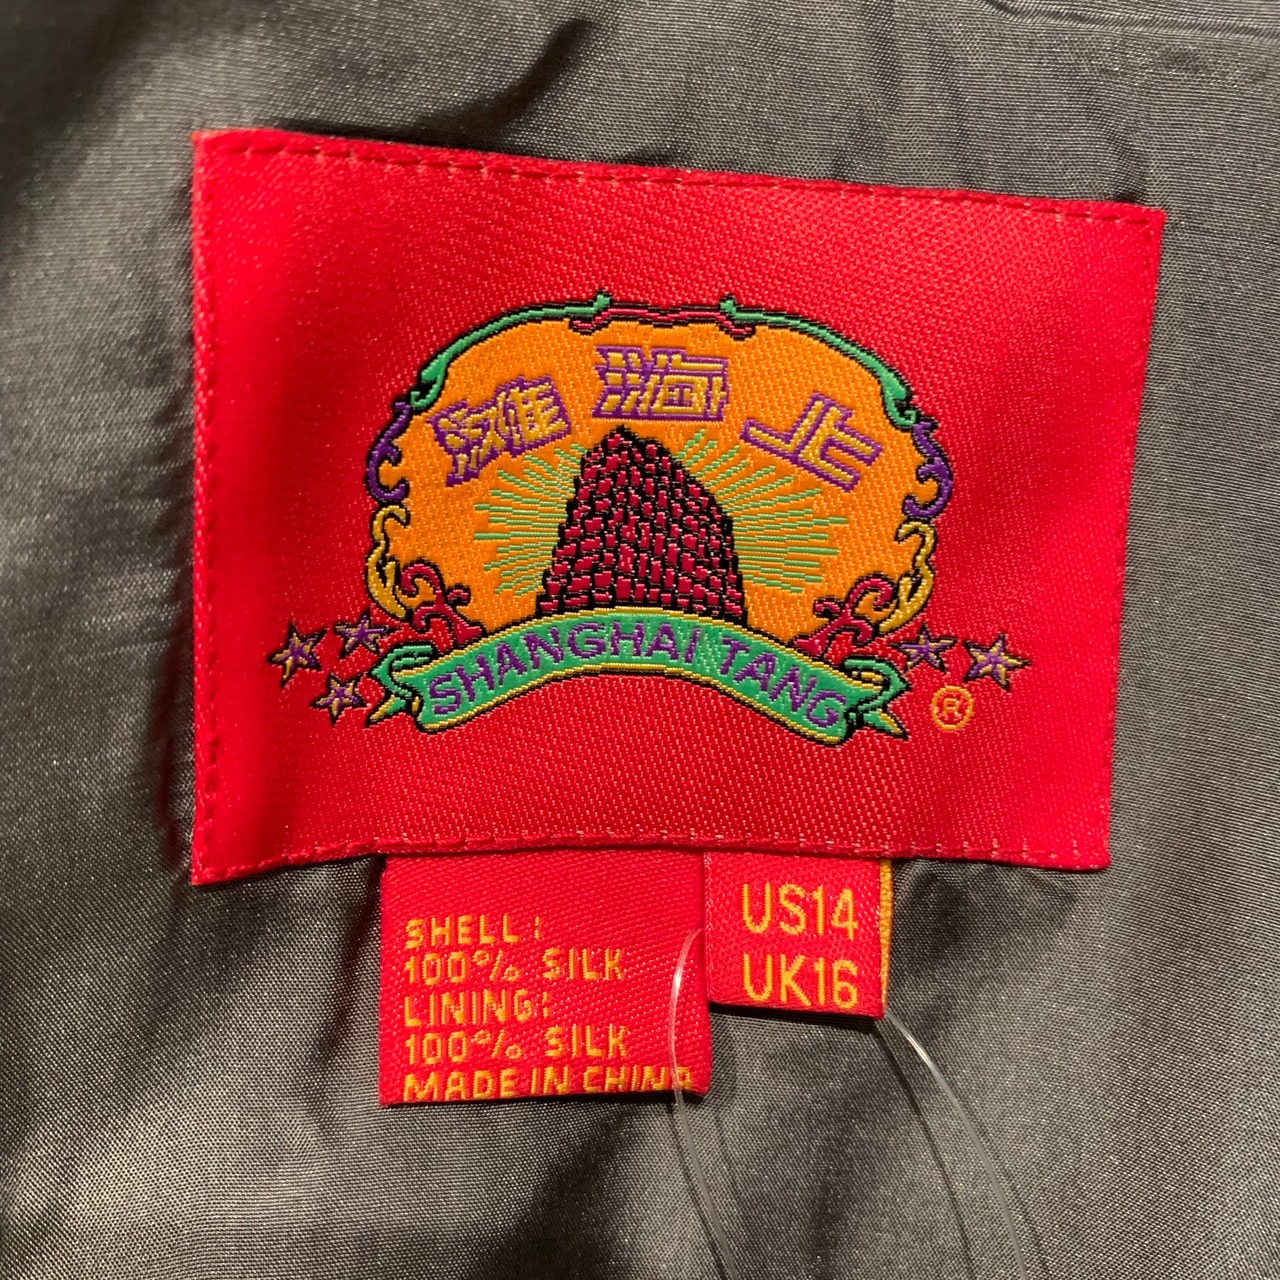 上海灘
SHANGHAI TANG
®
SHELL:
100% SILK
LINING:
100% SILK
MADE IN CHINA
US14
UK16